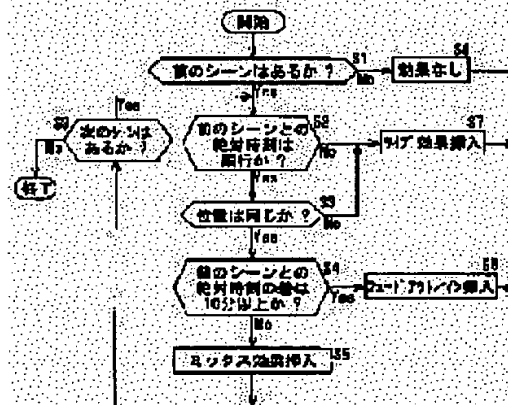 開始
前のシーンはあるか？
S1
No
Yes
効果なし
S6
前のシーンとの
絶対時刻は
順行か？
S2
No
Yes
ワイプ効果挿入
S7
Yes
次のシーンは
あるか？
No
終了
位置は同じか？
S3
No
Yes
前のシーンとの
絶対時刻の差は
10分以上か？
S4
Yes
No
フェードアウト/イン挿入
S8
ミックス効果挿入
S5